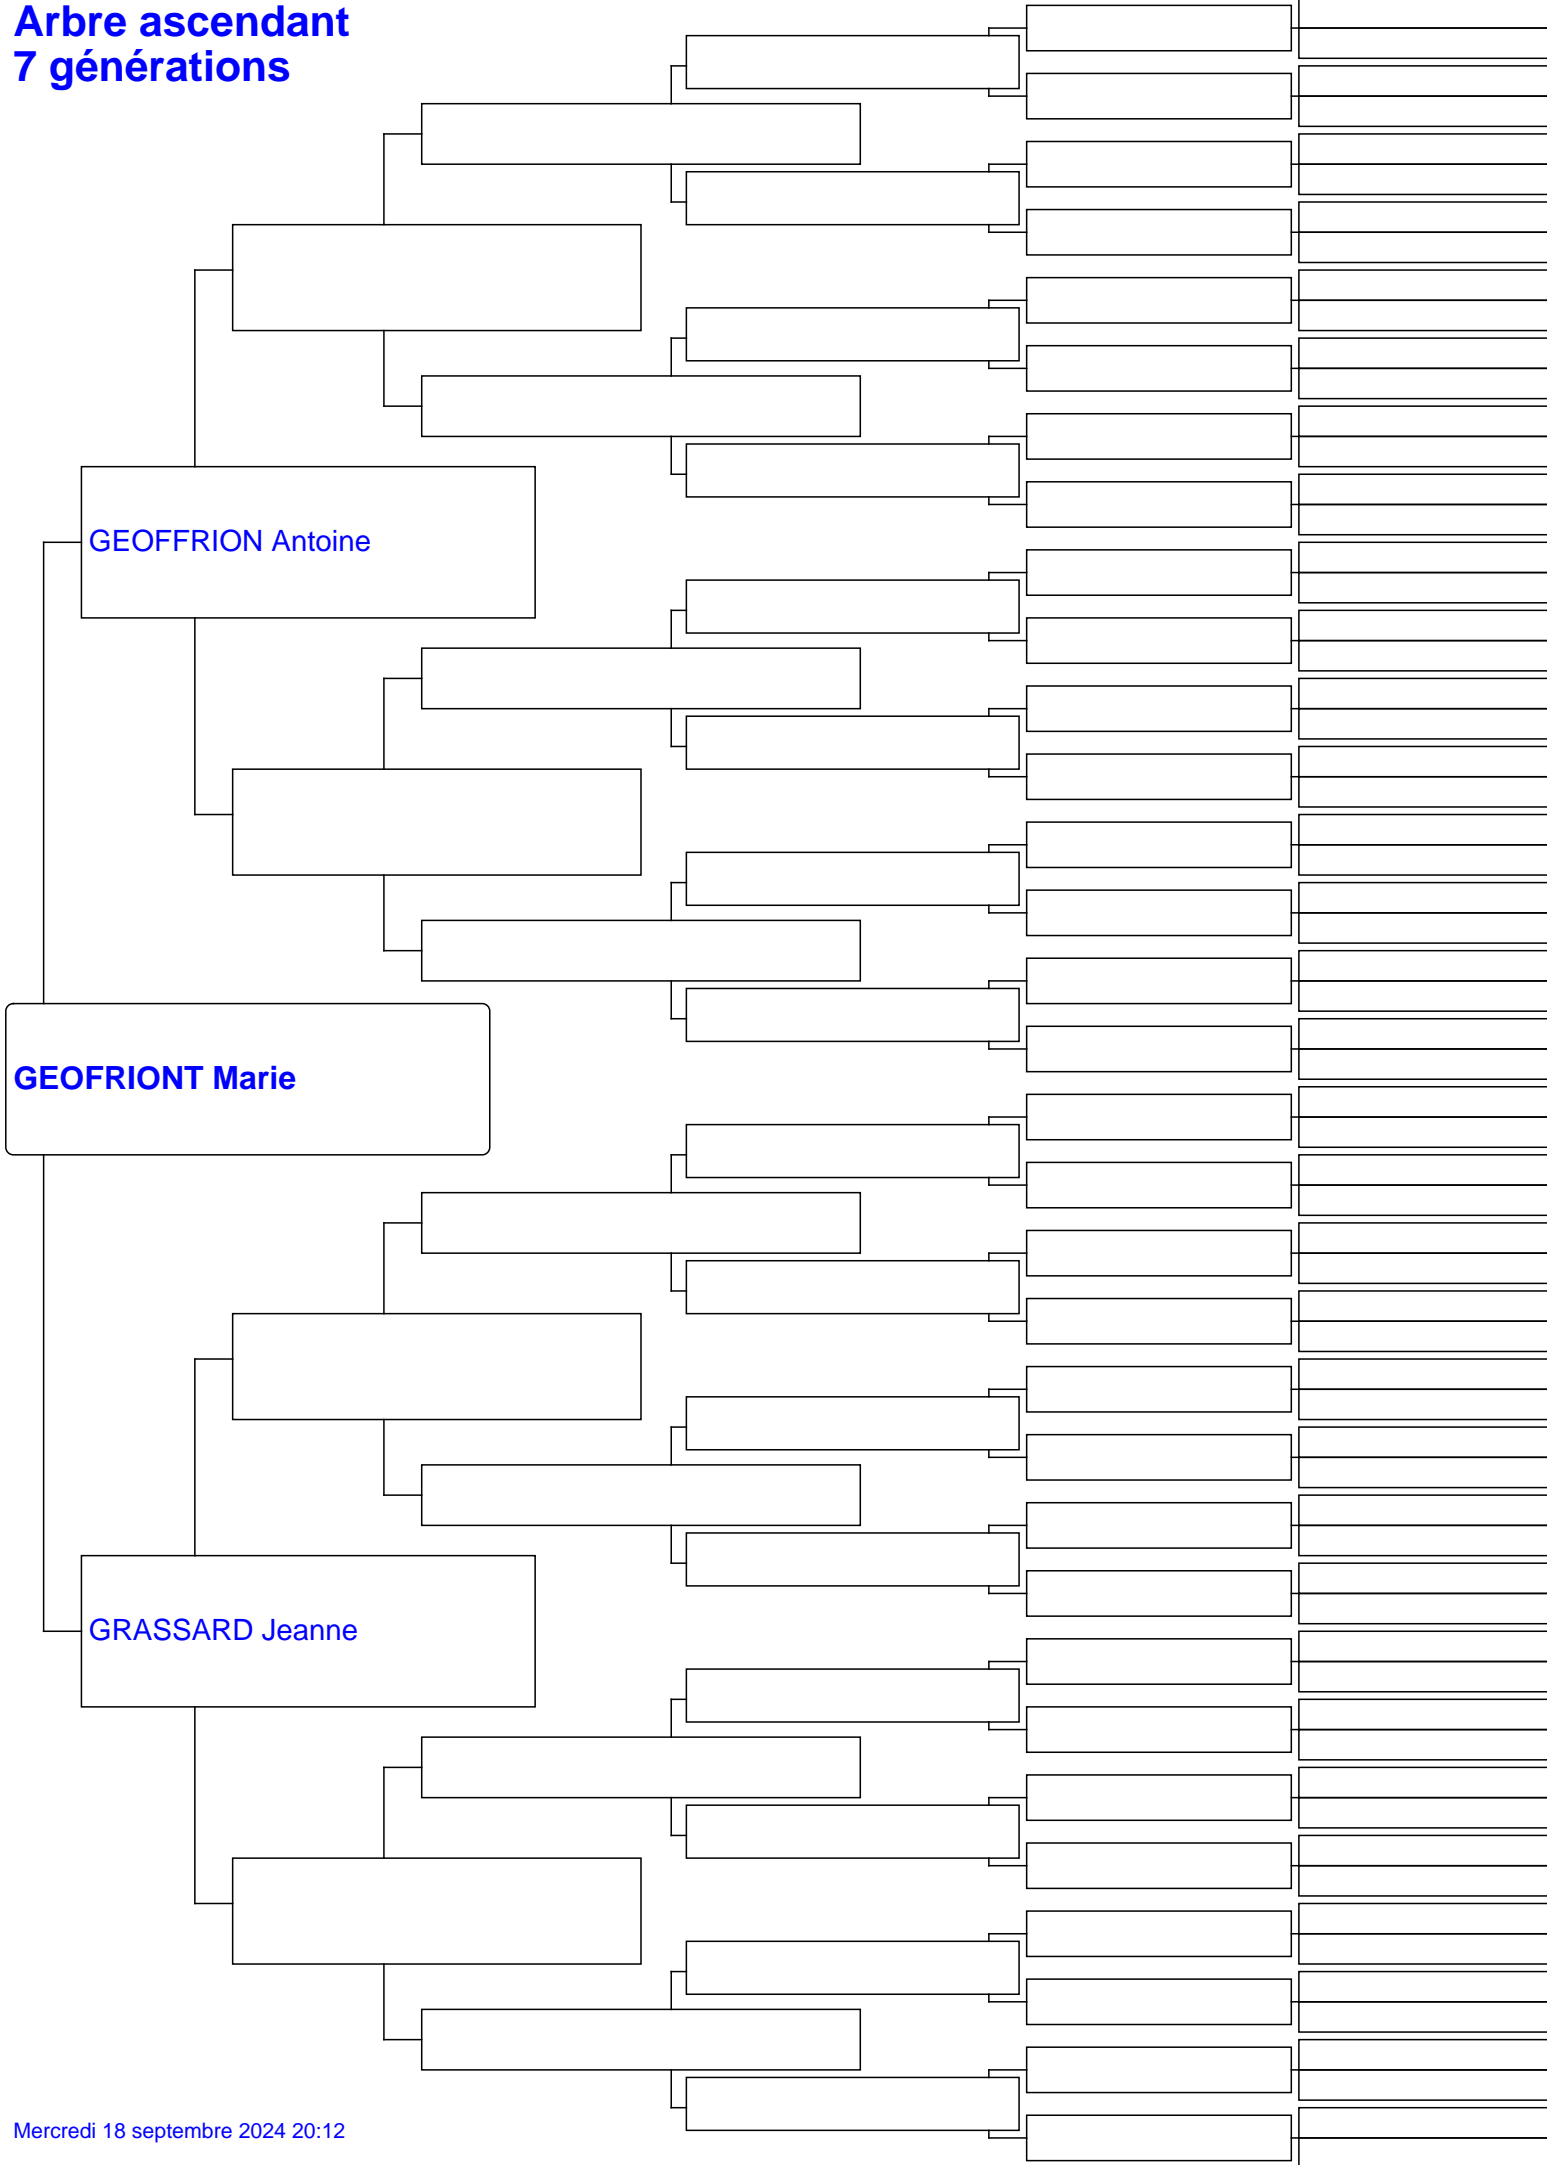 Arbre ascendant
7 générations
GEOFFRION Antoine
GEOFRIONT Marie
GRASSARD Jeanne
Mercredi 18 septembre 2024 20:12